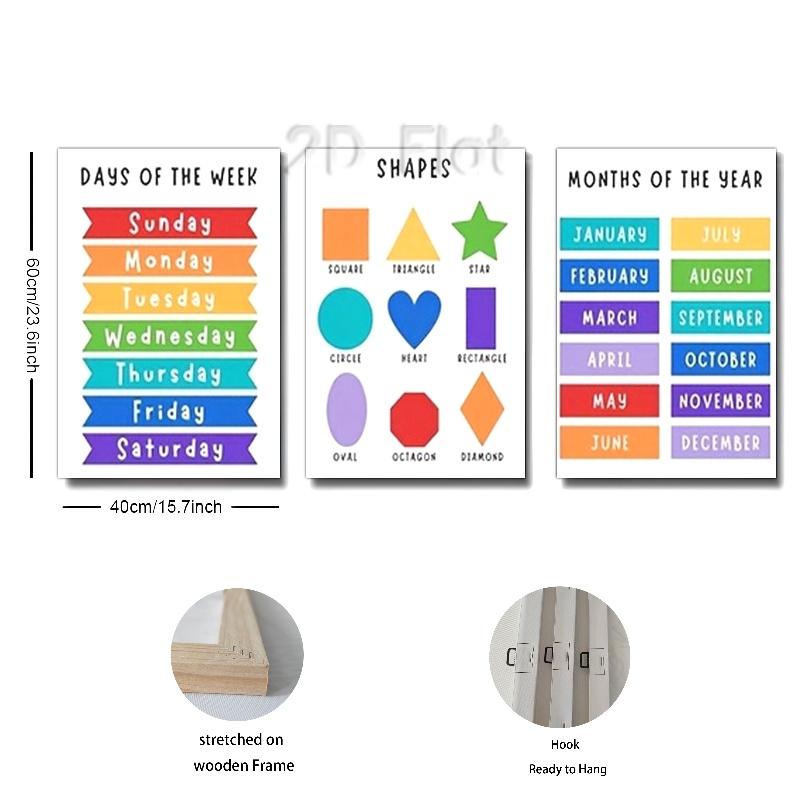 2D Flat
DAYS OF THE WEEK
Sunday
Monday
Tuesday
Wednesday
Thursday
Friday
Saturday
SHAPES
SQUARE TRIANGLE STAR
CIRCLE HEART RECTANGLE
OVAL OCTAGON DIAMOND
MONTHS OF THE YEAR
JANUARY JULY
FEBRUARY AUGUST
MARCH SEPTEMBER
APRIL OCTOBER
MAY NOVEMBER
JUNE DECEMBER
60cm/23.6inch
40cm/15.7inch
stretched on
wooden Frame
Hook
Ready to Hang